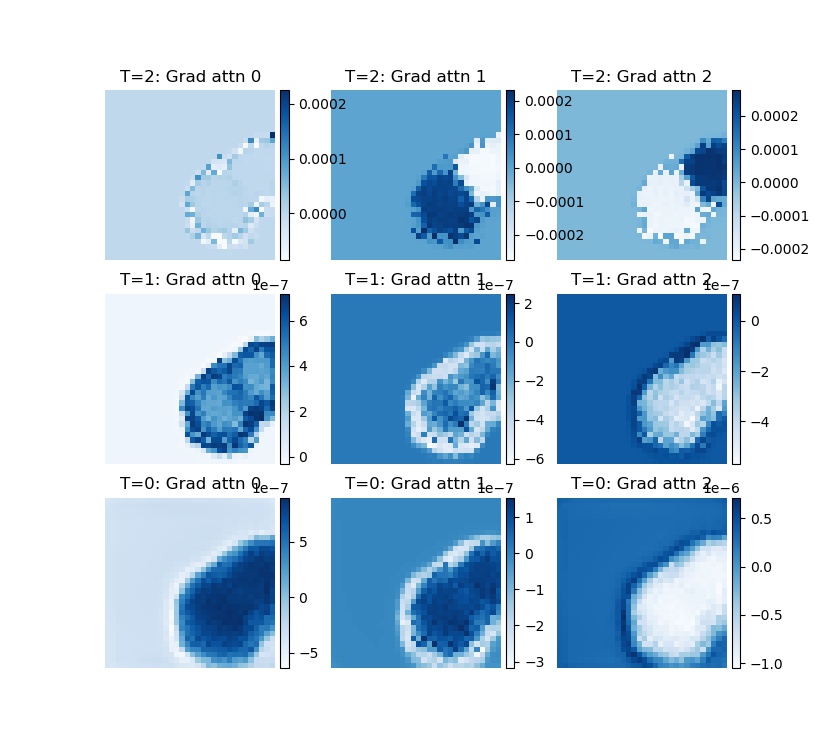 T=2: Grad attn 0
0.0002
0.0001
0.0000
T=2: Grad attn 1
0.0002
0.0001
0.0000
−0.0001
−0.0002
T=2: Grad attn 2
0.0002
0.0001
0.0000
−0.0001
−0.0002
T=1: Grad attn 0
1e−7
6
4
2
0
T=1: Grad attn 1
1e−7
2
0
−2
−4
−6
T=1: Grad attn 2
1e−7
0
−2
−4
T=0: Grad attn 0
1e−7
5
0
−5
T=0: Grad attn 1
1e−7
1
0
−1
−2
−3
T=0: Grad attn 2
1e−6
0.5
0.0
−0.5
−1.0